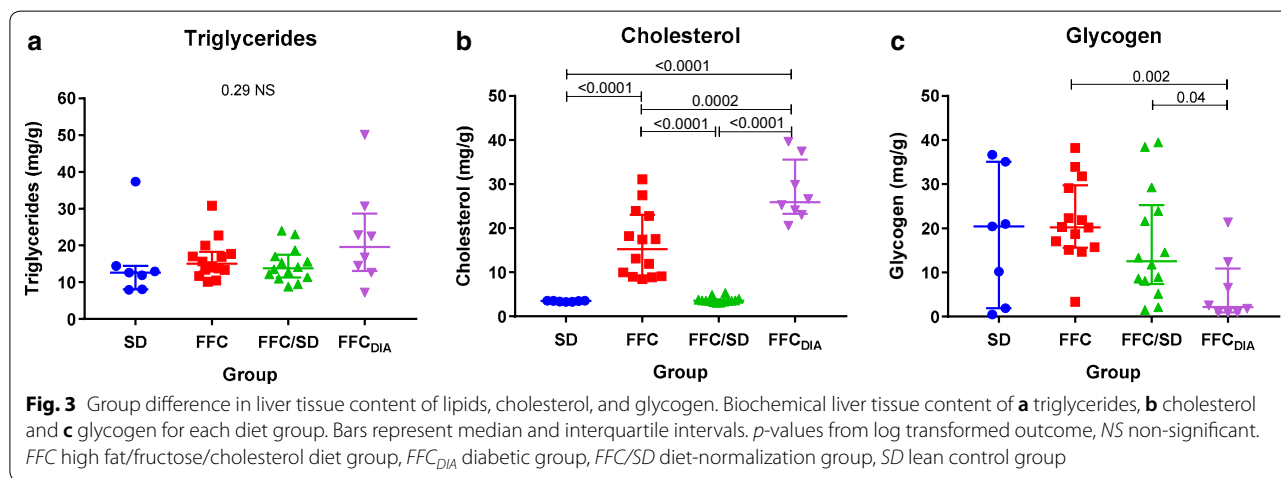 a
Triglycerides
0.29 NS
Triglycerides (mg/g)
60
50
40
30
20
10
0
SD
FFC
FFC/SD
FFC_DIA
Group
b
Cholesterol
<0.0001
<0.0001
0.0002
<0.0001
<0.0001
Cholesterol (mg/g)
50
40
30
20
10
0
SD
FFC
FFC/SD
FFC_DIA
Group
c
Glycogen
0.002
0.04
Glycogen (mg/g)
50
40
30
20
10
0
SD
FFC
FFC/SD
FFC_DIA
Group
Fig. 3 Group difference in liver tissue content of lipids, cholesterol, and glycogen. Biochemical liver tissue content of a triglycerides, b cholesterol
and c glycogen for each diet group. Bars represent median and interquartile intervals. p-values from log transformed outcome, NS non-significant.
FFC high fat/fructose/cholesterol diet group, FFC_DIA diabetic group, FFC/SD diet-normalization group, SD lean control group